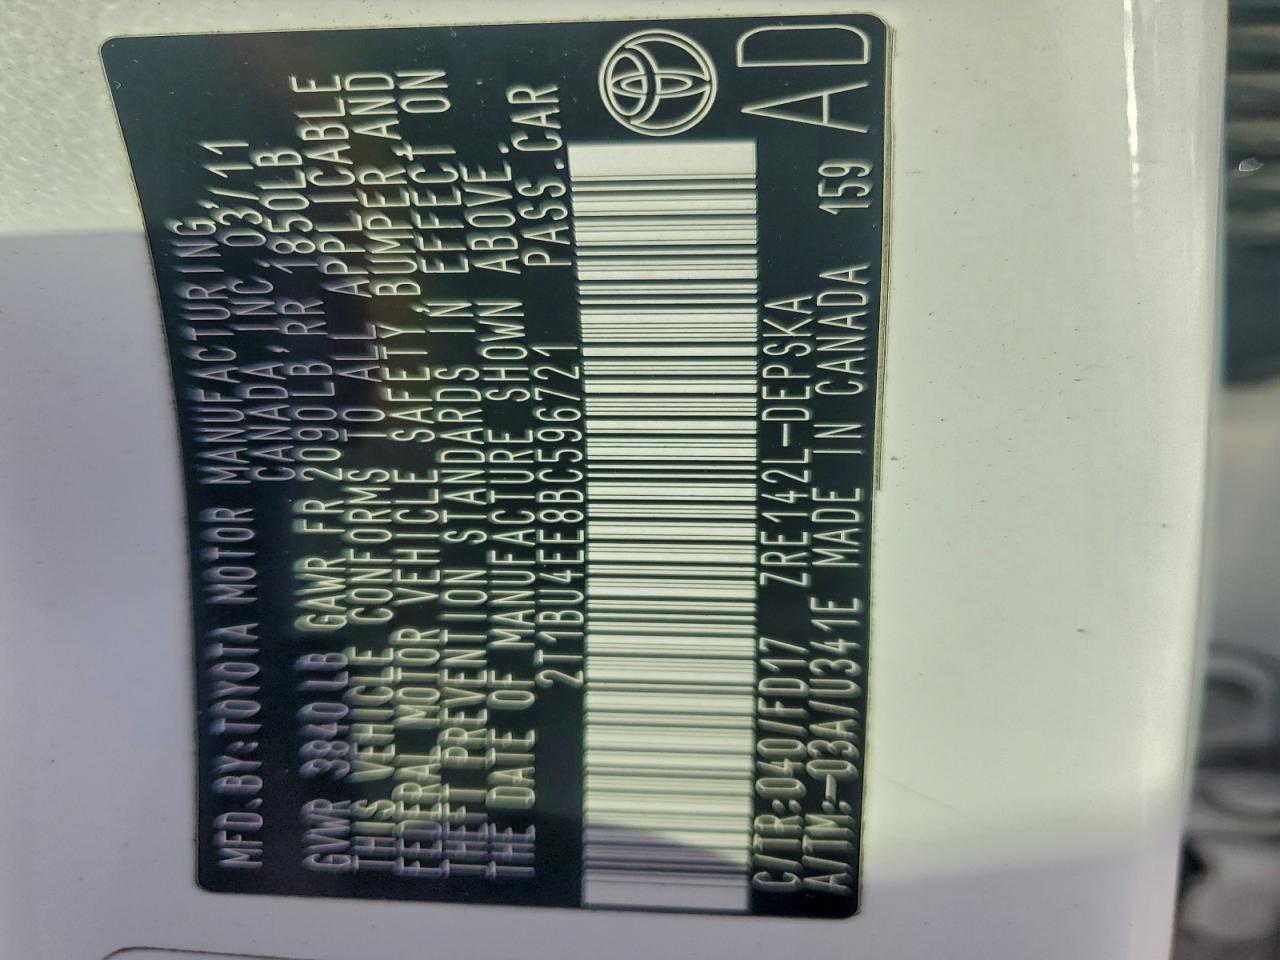 MFD.BY:TOYOTA MOTOR MANUFACTURING,
CANADA, INC. 03/11
GVWR 3840LB GAWR FR 2090LB RR 1850LB
THIS VEHICLE CONFORMS TO ALL APPLICABLE
FEDERAL MOTOR VEHICLE SAFETY, BUMPER, AND
THEFT PREVENTION STANDARDS IN EFFECT ON
THE DATE OF MANUFACTURE SHOWN ABOVE.
2T1BU4EE8BC596721 PASS.CAR
C/TR:040/FD17 ZRE142L-DEPSKA
A/TM:-03A/U341E MADE IN CANADA 159
AD